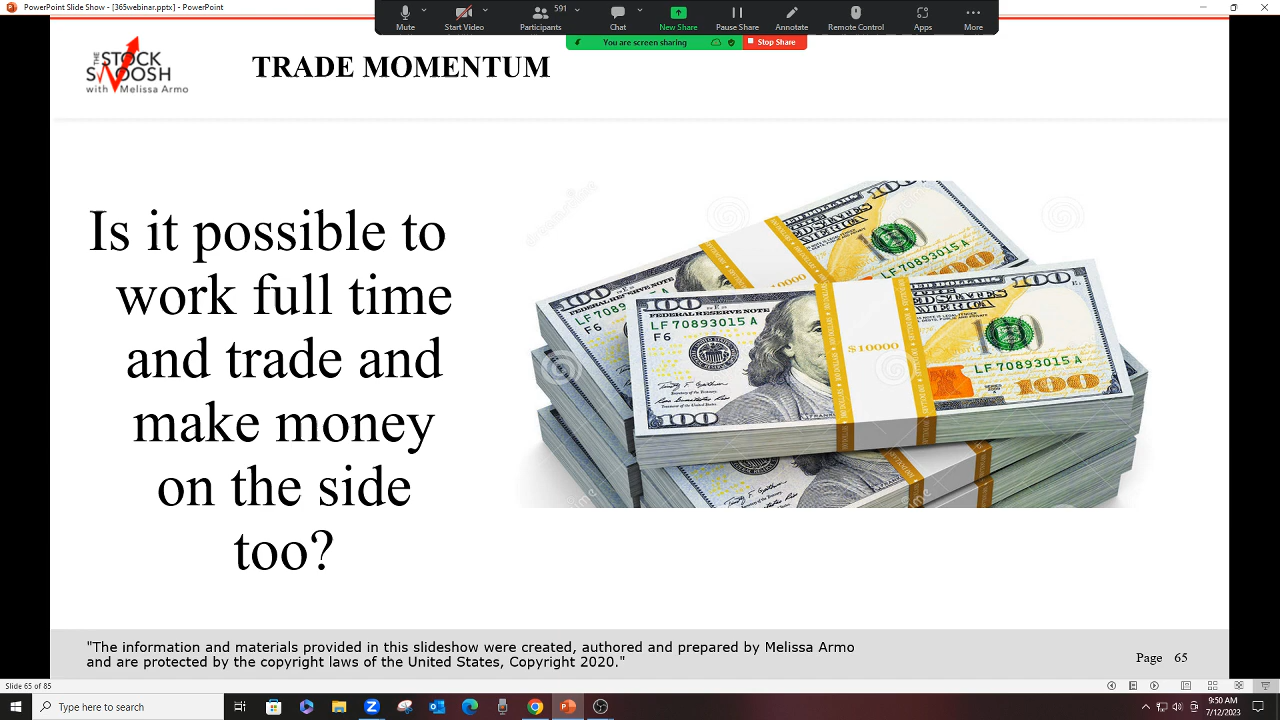 PowerPoint Slide Show - [365webinar.pptx] - PowerPoint
Mute
Start Video
591
Participants
Chat
New Share
Pause Share
Annotate
Remote Control
Apps
More
You are screen sharing
Stop Share
THE STOCK
SWOOSH
with Melissa Armo
TRADE MOMENTUM
Is it possible to
work full time
and trade and
make money
on the side
too?
100
FEDERAL RESERVE NOTE
LF 70893015 A
F6
$10000
LF 70893015 A
100
"The information and materials provided in this slideshow were created, authored and prepared by Melissa Armo
and are protected by the copyright laws of the United States, Copyright 2020."
Page 65
Slide 65 of 85
Type here to search
9:50 AM
7/12/2023